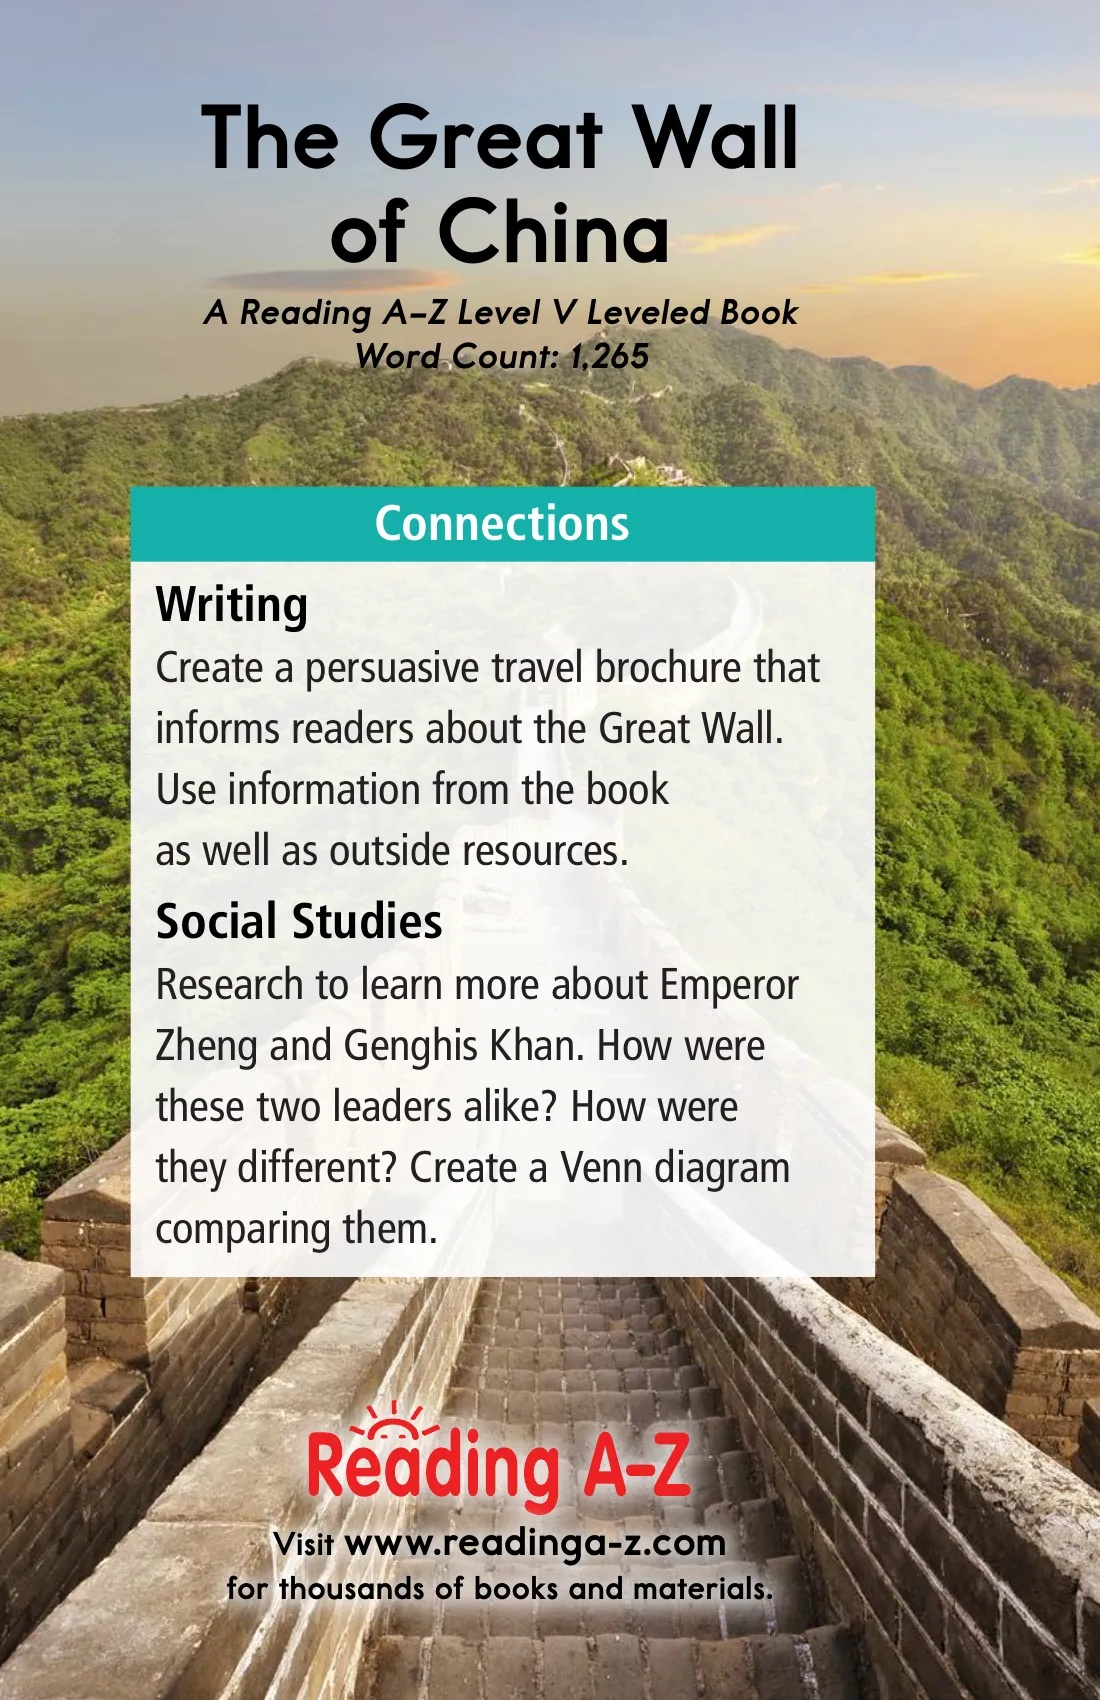 The Great Wall
of China
A Reading A–Z Level V Leveled Book
Word Count: 1,265
Connections
Writing
Create a persuasive travel brochure that
informs readers about the Great Wall.
Use information from the book
as well as outside resources.
Social Studies
Research to learn more about Emperor
Zheng and Genghis Khan. How were
these two leaders alike? How were
they different? Create a Venn diagram
comparing them.
Reading A–Z
Visit www.readinga-z.com
for thousands of books and materials.